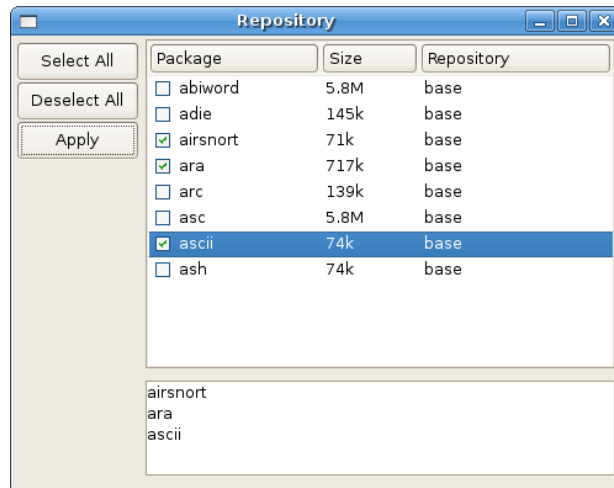 Repository
Select All
Deselect All
Apply
Package Size Repository
abiword 5.8M base
adie 145k base
airsnort 71k base
ara 717k base
arc 139k base
asc 5.8M base
ascii 74k base
ash 74k base
airsnort
ara
ascii